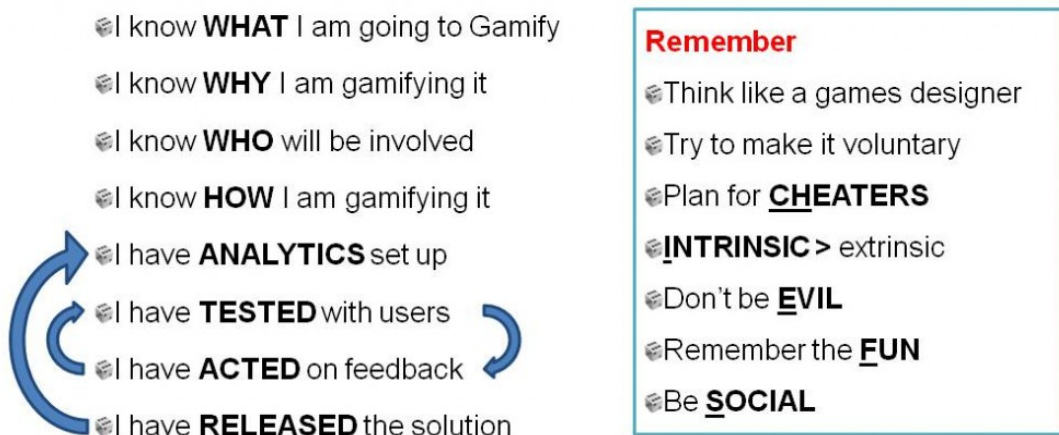 I know WHAT I am going to Gamify
I know WHY I am gamifying it
I know WHO will be involved
I know HOW I am gamifying it
I have ANALYTICS set up
I have TESTED with users
I have ACTED on feedback
I have RELEASED the solution
Remember
Think like a games designer
Try to make it voluntary
Plan for CHEATERS
INTRINSIC > extrinsic
Don't be EVIL
Remember the FUN
Be SOCIAL